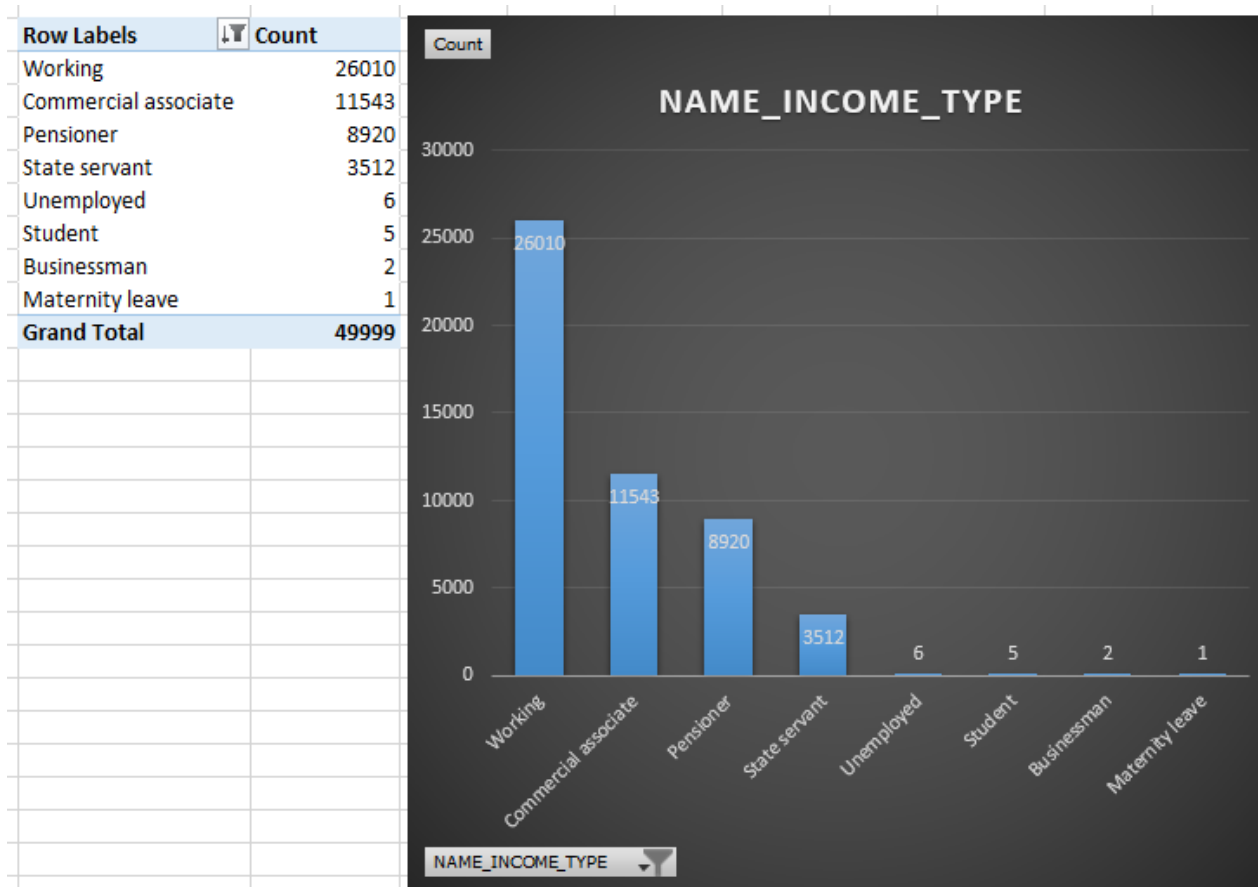 Row Labels Count
Working 26010
Commercial associate 11543
Pensioner 8920
State servant 3512
Unemployed 6
Student 5
Businessman 2
Maternity leave 1
Grand Total 49999
Count
NAME_INCOME_TYPE
30000
25000
20000
15000
10000
5000
0
26010
11543
8920
3512
6
5
2
1
Working
Commercial associate
Pensioner
State servant
Unemployed
Student
Businessman
Maternity leave
NAME_INCOME_TYPE